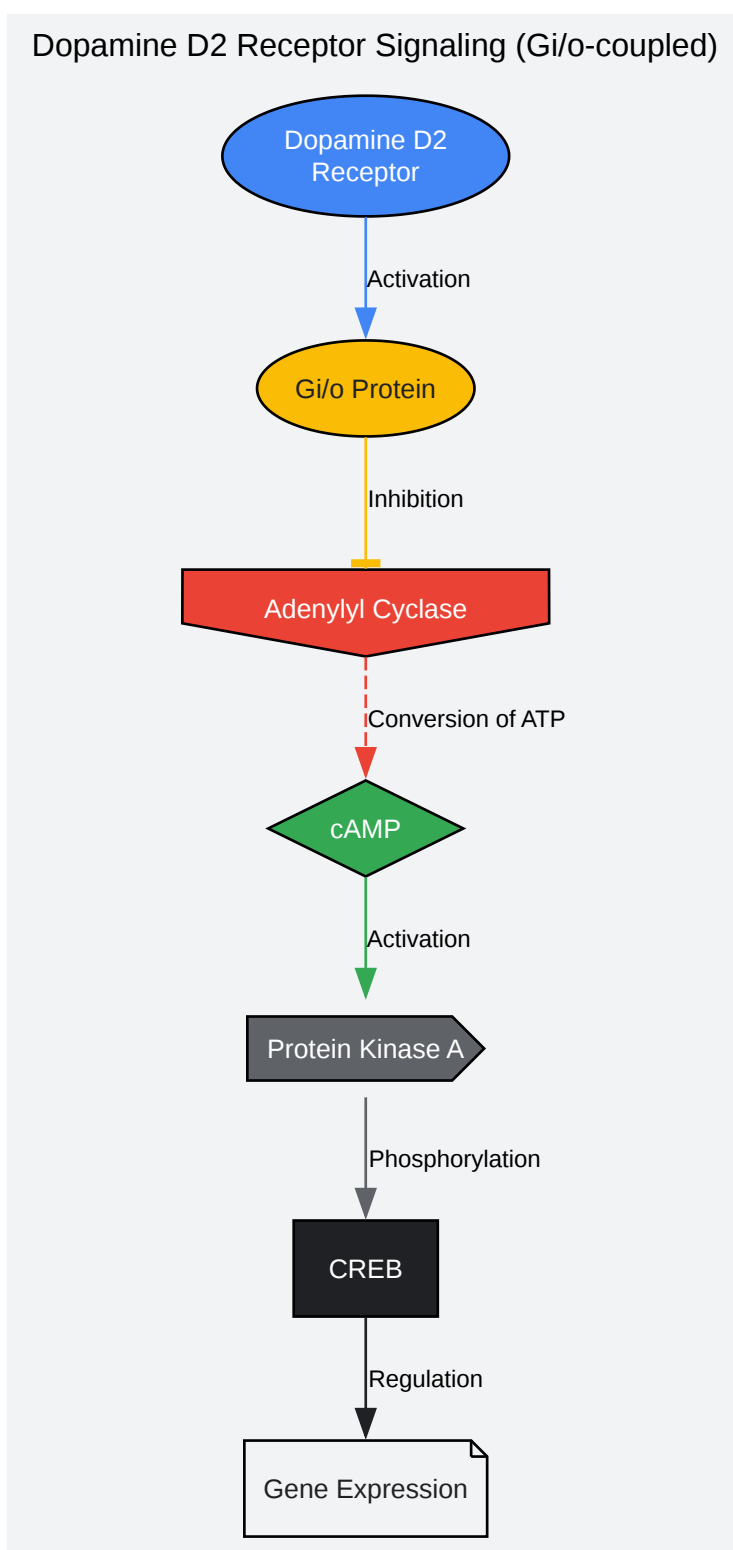 Dopamine D2 Receptor Signaling (Gi/o-coupled)
Dopamine D2
Receptor
Activation
Gi/o Protein
Inhibition
Adenylyl Cyclase
Conversion of ATP
cAMP
Activation
Protein Kinase A
Phosphorylation
CREB
Regulation
Gene Expression